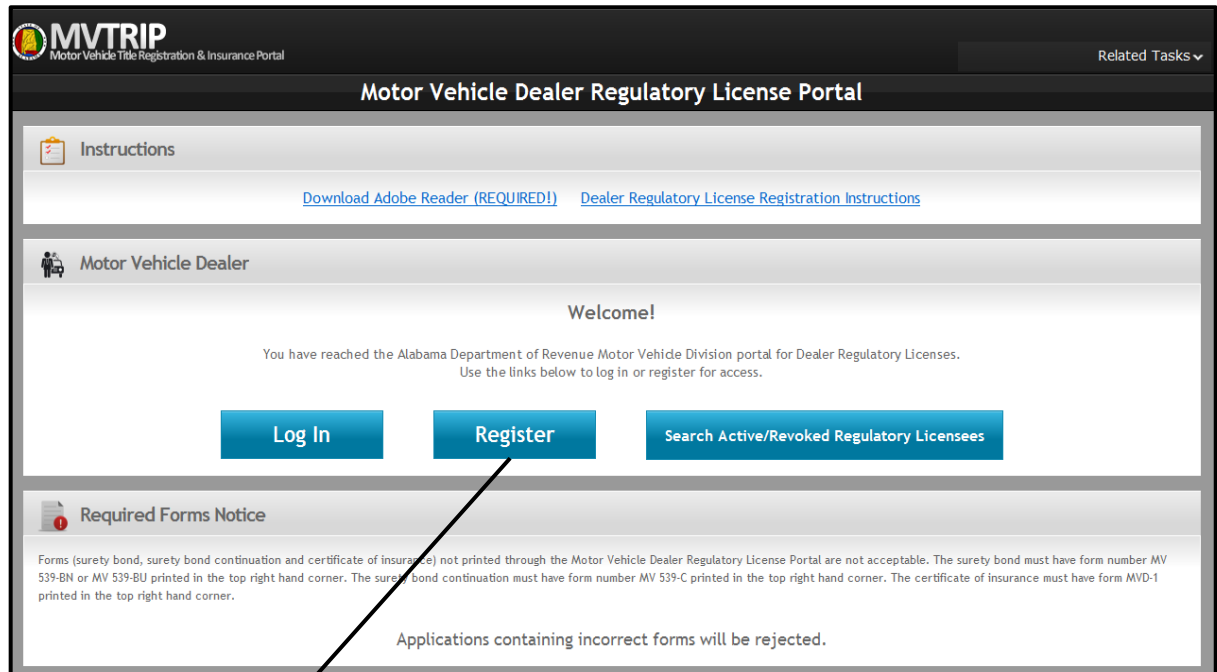 MVTRIP
Motor Vehicle Title Registration & Insurance Portal
Related Tasks
Motor Vehicle Dealer Regulatory License Portal
Instructions
Download Adobe Reader (REQUIRED!) Dealer Regulatory License Registration Instructions
Motor Vehicle Dealer
Welcome!
You have reached the Alabama Department of Revenue Motor Vehicle Division portal for Dealer Regulatory Licenses.
Use the links below to log in or register for access.
Log In Register Search Active/Revoked Regulatory Licensees
Required Forms Notice
Forms (surety bond, surety bond continuation and certificate of insurance) not printed through the Motor Vehicle Dealer Regulatory License Portal are not acceptable. The surety bond must have form number MV
539-BN or MV 539-BU printed in the top right hand corner. The surety bond continuation must have form number MV 539-C printed in the top right hand corner. The certificate of insurance must have form MVD-1
printed in the top right hand corner.
Applications containing incorrect forms will be rejected.